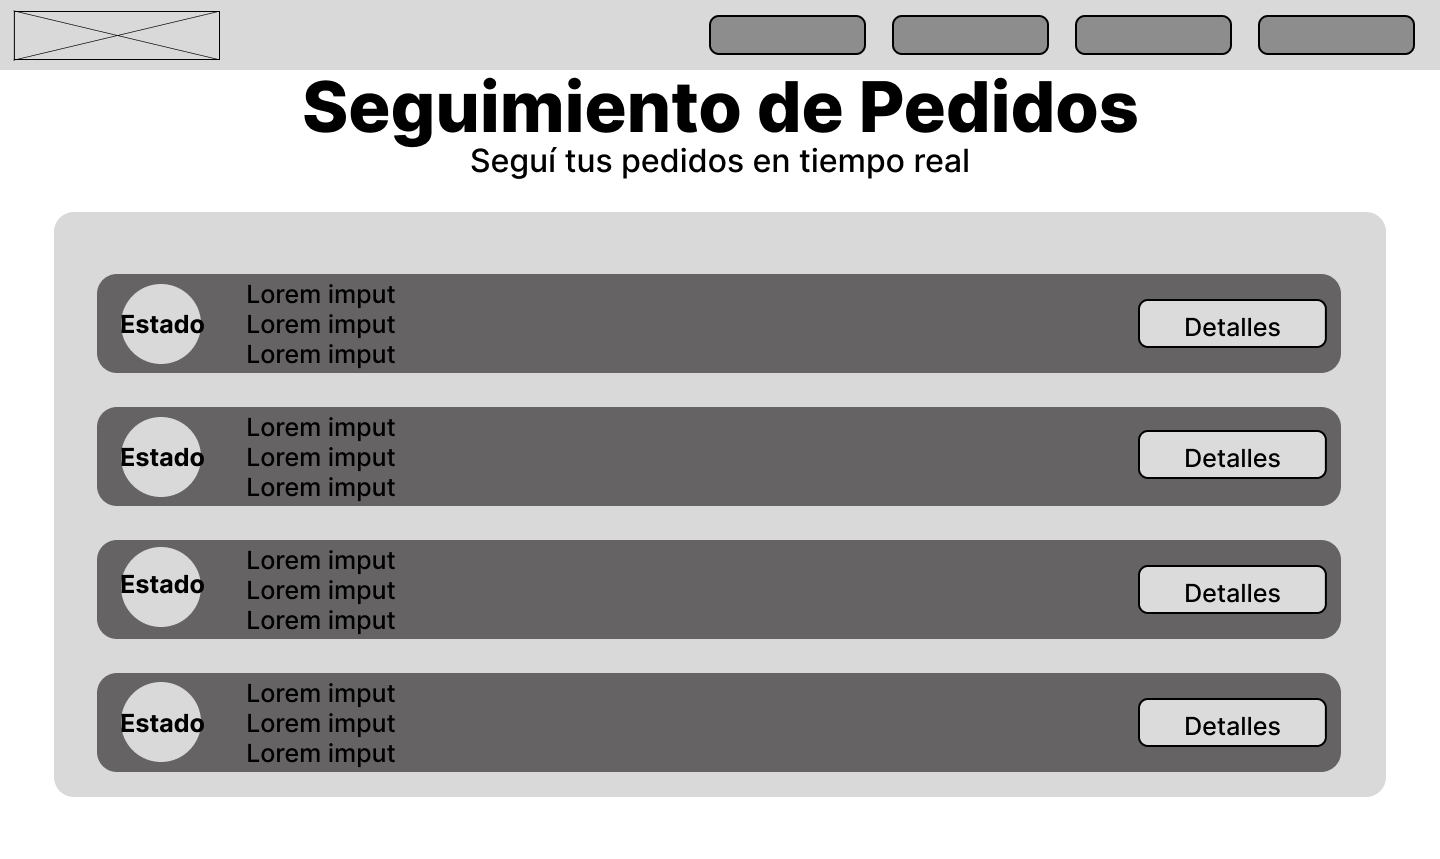 Seguimiento de Pedidos
Seguí tus pedidos en tiempo real
Estado
Lorem imput
Lorem imput
Lorem imput
Detalles
Estado
Lorem imput
Lorem imput
Lorem imput
Detalles
Estado
Lorem imput
Lorem imput
Lorem imput
Detalles
Estado
Lorem imput
Lorem imput
Lorem imput
Detalles